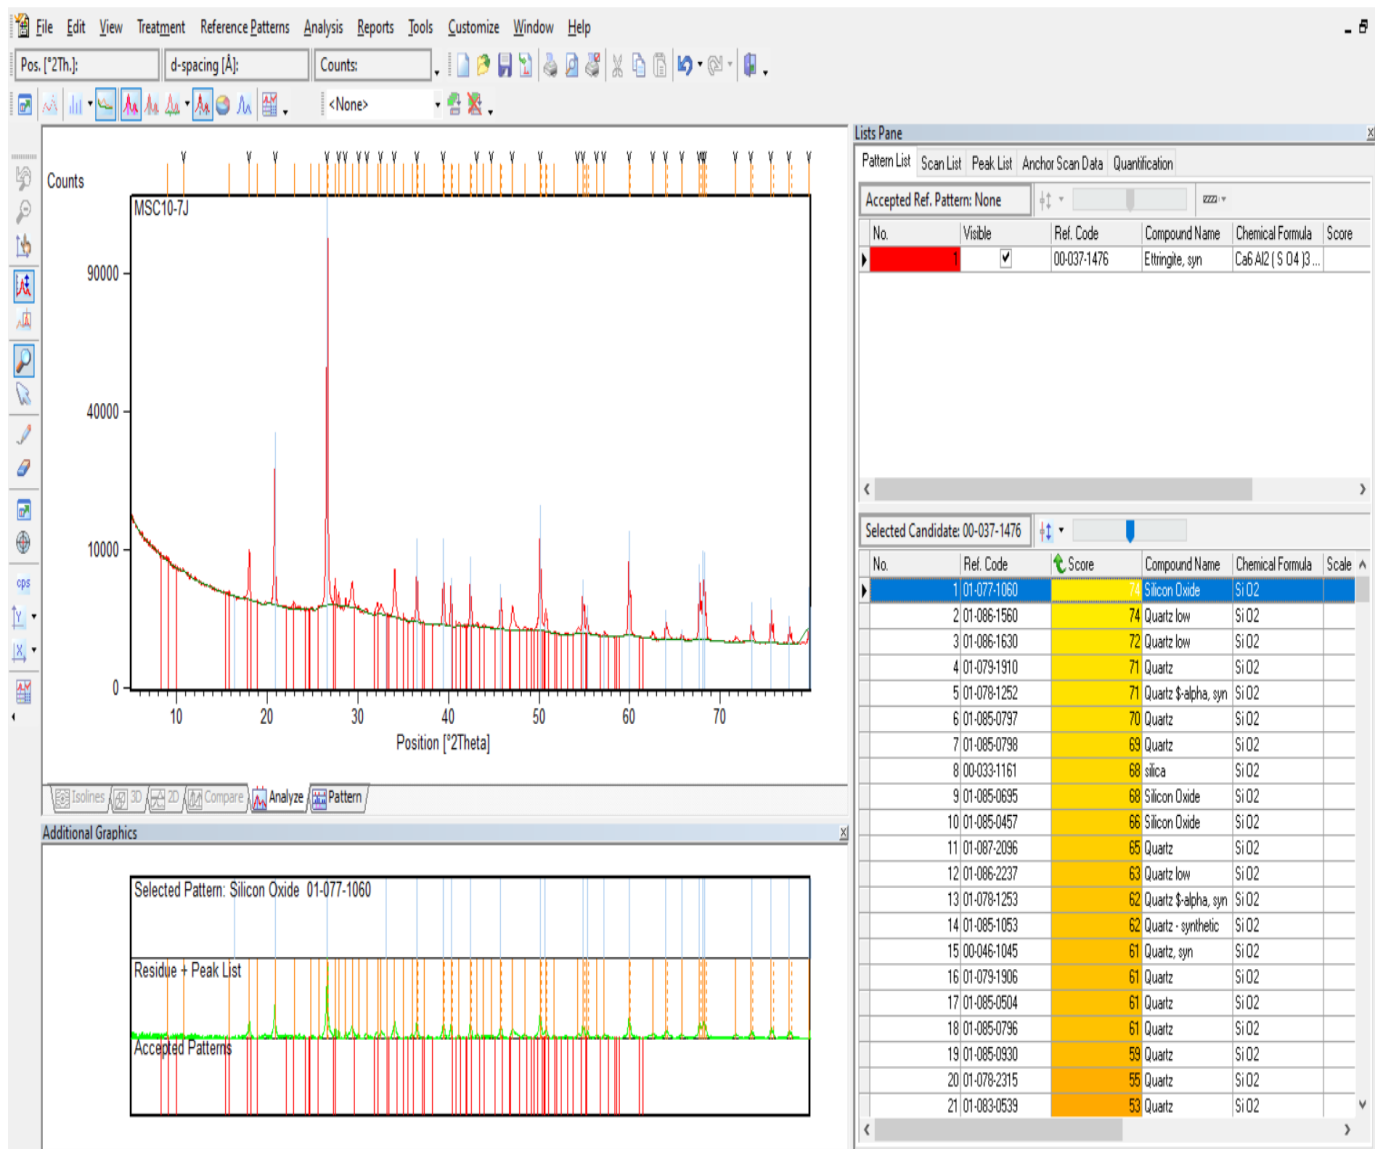 File Edit View Treatment Reference Patterns Analysis Reports Tools Customize Window Help
Pos. [°2Th.]: d-spacing [Å]: Counts:
<None>
cps
Counts
MSC10-7J
90000
40000
10000
0
10 20 30 40 50 60 70
Position [°2Theta]
Isolines 3D 2D Compare Analyze Pattern
Additional Graphics
Selected Pattern: Silicon Oxide 01-077-1060
Residue + Peak List
Accepted Patterns
Lists Pane
Pattern List Scan List Peak List Anchor Scan Data Quantification
Accepted Ref. Pattern: None
No. Visible Ref. Code Compound Name Chemical Formula Score
1 00-037-1476 Ettringite, syn Ca6 Al2 ( S O4 )3 ...
Selected Candidate: 00-037-1476
No. Ref. Code Score Compound Name Chemical Formula Scale
1 01-077-1060 74 Silicon Oxide Si O2
2 01-086-1560 74 Quartz low Si O2
3 01-086-1630 72 Quartz low Si O2
4 01-079-1910 71 Quartz Si O2
5 01-078-1252 71 Quartz $-alpha, syn Si O2
6 01-085-0797 70 Quartz Si O2
7 01-085-0798 69 Quartz Si O2
8 00-033-1161 68 silica Si O2
9 01-085-0695 68 Silicon Oxide Si O2
10 01-085-0457 66 Silicon Oxide Si O2
11 01-087-2096 65 Quartz Si O2
12 01-086-2237 63 Quartz low Si O2
13 01-078-1253 62 Quartz $-alpha, syn Si O2
14 01-085-1053 62 Quartz - synthetic Si O2
15 00-046-1045 61 Quartz, syn Si O2
16 01-079-1906 61 Quartz Si O2
17 01-085-0504 61 Quartz Si O2
18 01-085-0796 61 Quartz Si O2
19 01-085-0930 59 Quartz Si O2
20 01-078-2315 55 Quartz Si O2
21 01-083-0539 53 Quartz Si O2